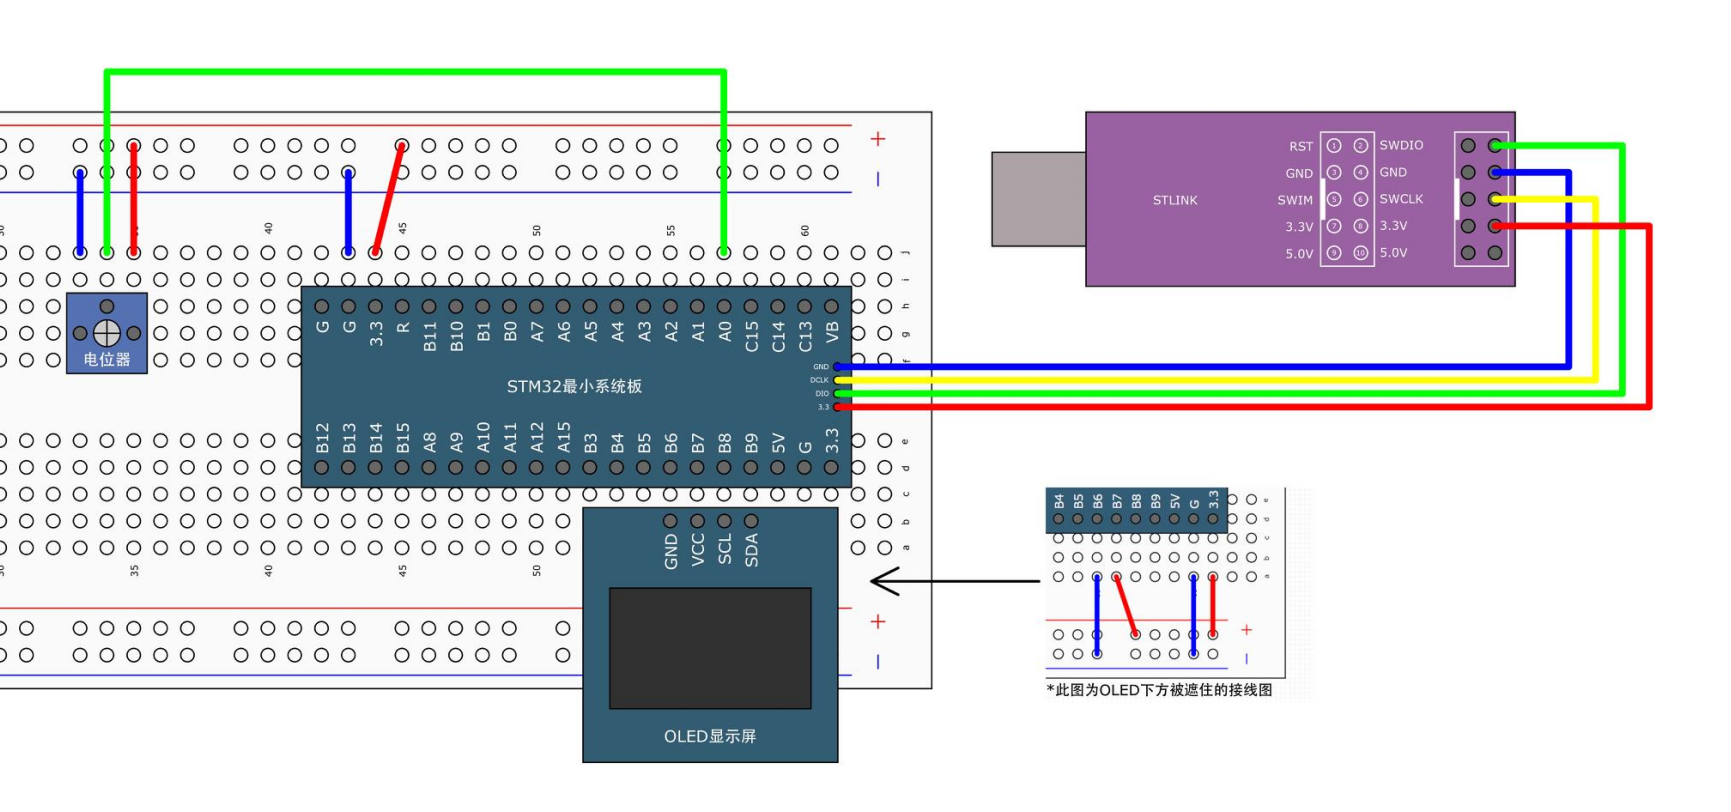 +
—
30
35
40
45
50
55
60
j
i
h
g
f
电位器
G
G
3.3
R
B11
B10
B1
B0
A7
A6
A5
A4
A3
A2
A1
A0
C15
C14
C13
VB
GND
DCLK
DIO
3.3
STM32最小系统板
B12
B13
B14
B15
A8
A9
A10
A11
A12
A15
B3
B4
B5
B6
B7
B8
B9
5V
G
3.3
e
d
c
b
a
30
35
40
45
50
+
—
GND
VCC
SCL
SDA
OLED显示屏
STLINK
RST 1 2 SWDIO
GND 3 4 GND
SWIM 5 6 SWCLK
3.3V 7 8 3.3V
5.0V 9 10 5.0V
B4
B5
B6
B7
B8
B9
5V
G
3.3
e
d
c
b
a
+
—
*此图为OLED下方被遮住的接线图